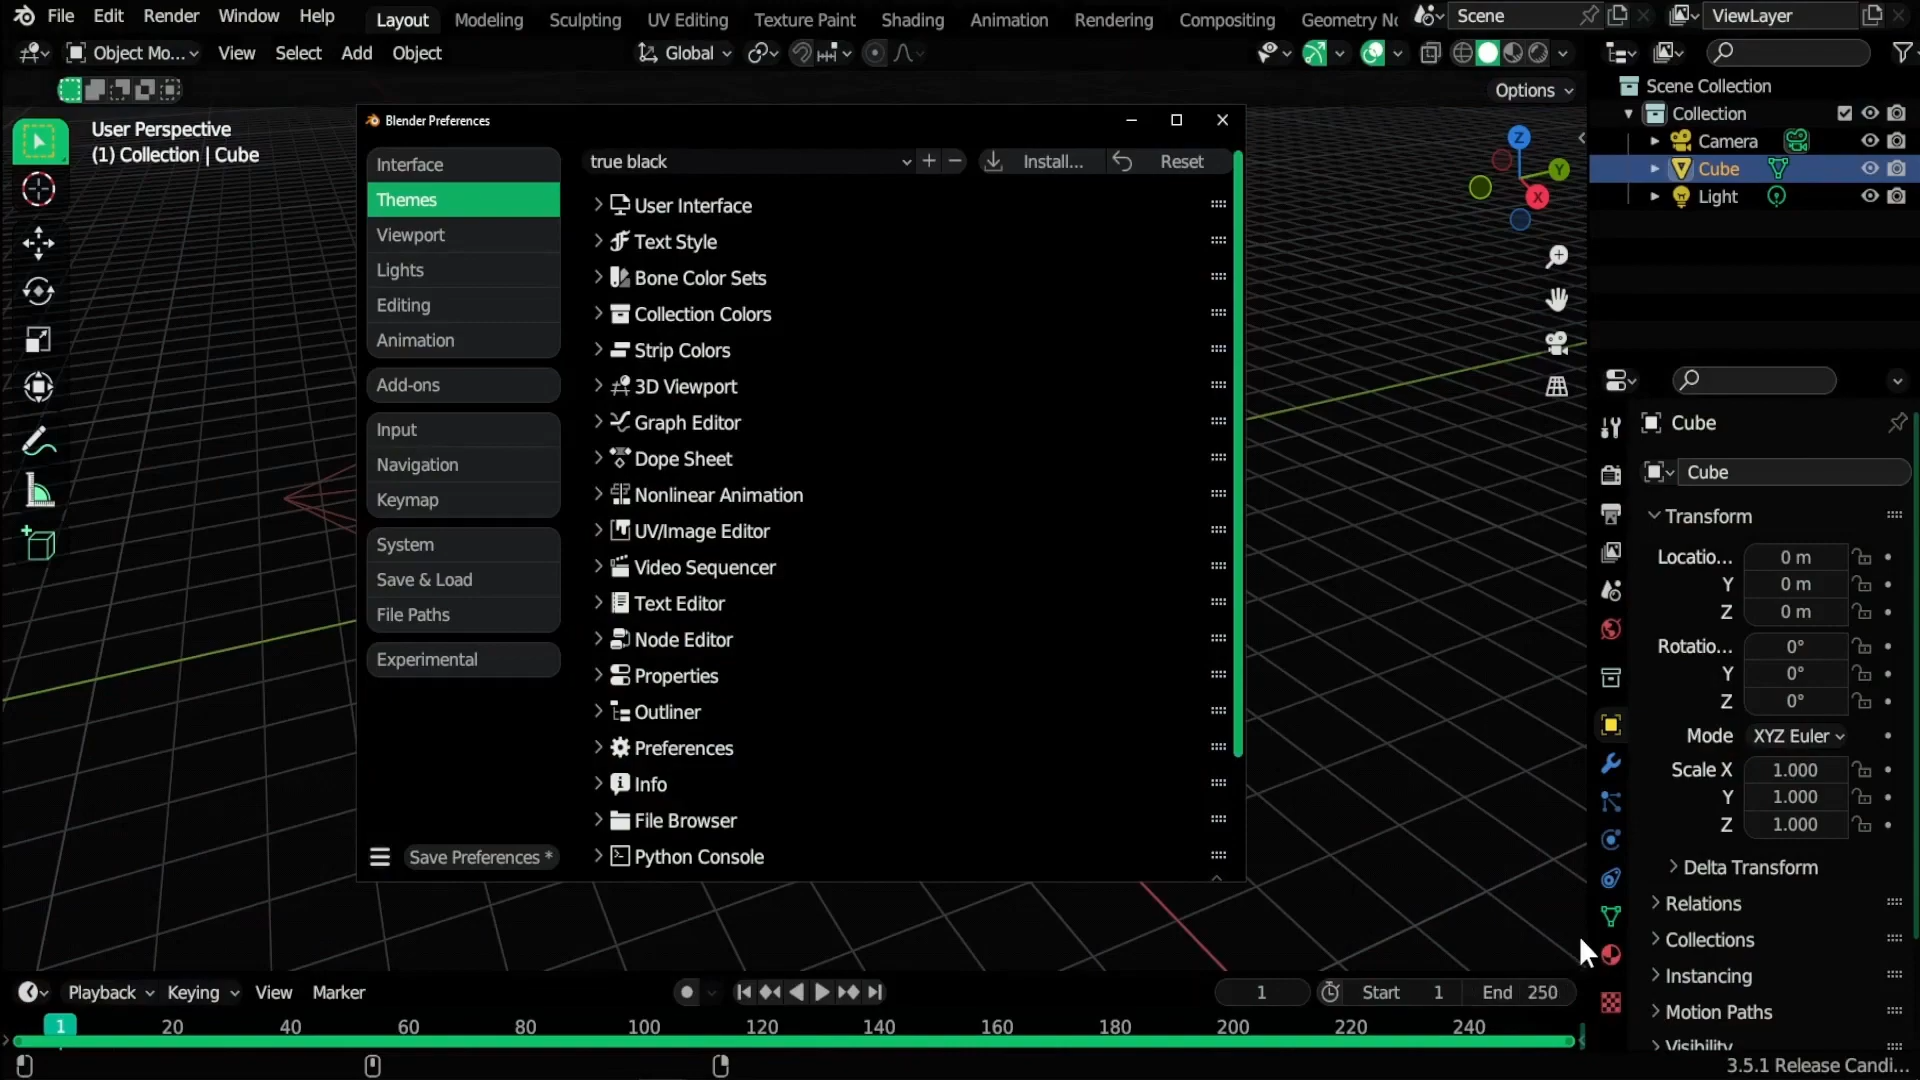 File Edit Render Window Help Layout Modeling Sculpting UV Editing Texture Paint Shading Animation Rendering Compositing Geometry No Scene ViewLayer
Object Mo... View Select Add Object Global
Options
User Perspective
(1) Collection | Cube
Z
Y
X
Scene Collection
Collection
Camera
Cube
Light
Blender Preferences
Interface
Themes
Viewport
Lights
Editing
Animation
Add-ons
Input
Navigation
Keymap
System
Save & Load
File Paths
Experimental
Save Preferences *
true black Install... Reset
User Interface
Text Style
Bone Color Sets
Collection Colors
Strip Colors
3D Viewport
Graph Editor
Dope Sheet
Nonlinear Animation
UV/Image Editor
Video Sequencer
Text Editor
Node Editor
Properties
Outliner
Preferences
Info
File Browser
Python Console
Cube
Cube
Transform
Locatio... 0 m
Y 0 m
Z 0 m
Rotatio... 0°
Y 0°
Z 0°
Mode XYZ Euler
Scale X 1.000
Y 1.000
Z 1.000
Delta Transform
Relations
Collections
Instancing
Motion Paths
Visibility
Playback Keying View Marker 1 Start 1 End 250
1 20 40 60 80 100 120 140 160 180 200 220 240
3.5.1 Release Candi...